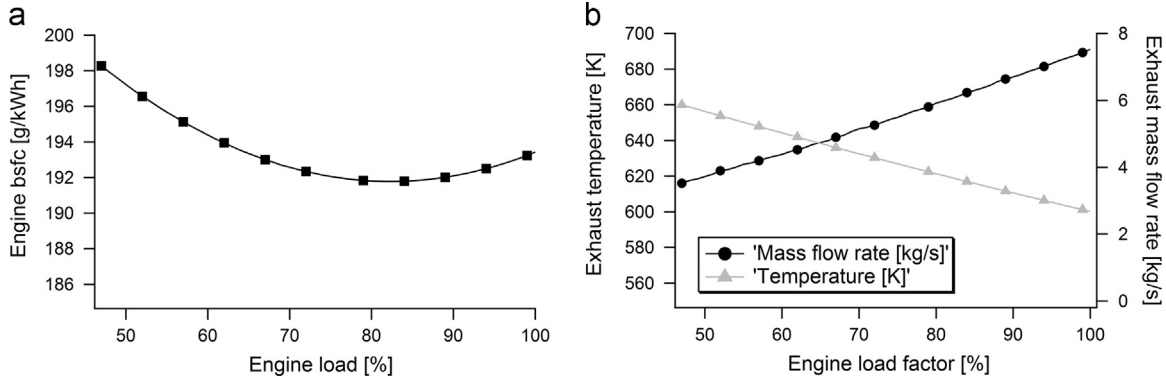 a
Engine bsfc [g/kWh]
200
198
196
194
192
190
188
186
50 60 70 80 90 100
Engine load [%]
b
Exhaust temperature [K]
700
680
660
640
620
600
580
560
8
6
4
2
0
Exhaust mass flow rate [kg/s]
'Mass flow rate [kg/s]'
'Temperature [K]'
50 60 70 80 90 100
Engine load factor [%]